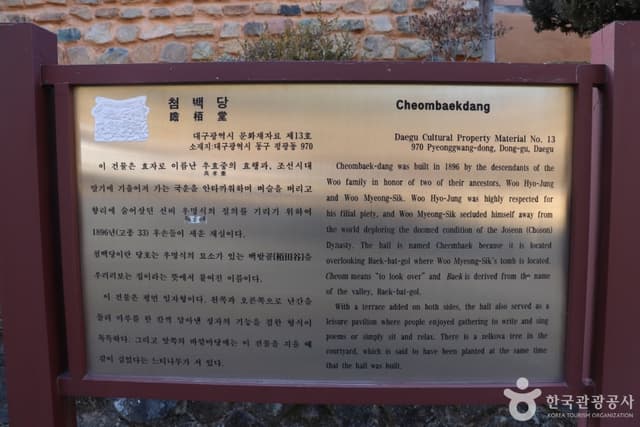 첨백당
瞻栢堂
대구광역시 문화재자료 제13호
소재지:대구광역시 동구 평광동 970
이 건물은 효자로 이름난 우효중의 효행과, 조선시대
禹孝重
말기에 기울어져 가는 국운을 안타까워하며 벼슬을 버리고
향리에 숨어살던 선비 우명식의 절의를 기리기 위하여
1896년(고종 33) 후손들이 세운 재실이다.
첨백당이란 당호는 우명식의 묘소가 있는 백밭골[栢田谷]을
우러러보는 집이라는 뜻에서 붙여진 이름이다.
이 건물은 평면 일자형이다. 왼쪽과 오른쪽으로 난간을
돌려 마루를 한 칸씩 달아낸 정자의 기능을 겸한 형식이
독특하다. 그리고 앞쪽의 바깥마당에는 이 건물을 지을 때
같이 심었다는 느티나무가 서 있다.
Cheombaekdang
Daegu Cultural Property Material No. 13
970 Pyeonggwang-dong, Dong-gu, Daegu
Cheombaek-dang was built in 1896 by the descendants of the
Woo family in honor of two of their ancestors, Woo Hyo-Jung
and Woo Myeong-Sik. Woo Hyo-Jung was highly respected for
his filial piety, and Woo Myeong-Sik secluded himself away from
the world deploring the doomed condition of the Joseon (Choson)
Dynasty. The hall is named Cheombaek because it is located
overlooking Baek-bat-gol where Woo Myeong-Sik's tomb is located.
Cheom means "to look over" and Baek is derived from the name
of the valley, Baek-bat-gol.
With a terrace added on both sides, the hall also served as a
leisure pavilion where people enjoyed gathering to write and sing
poems or simply sit and relax. There is a zelkova tree in the
courtyard, which is said to have been planted at the same time
that the hall was built.
한국관광공사
KOREA TOURISM ORGANIZATION